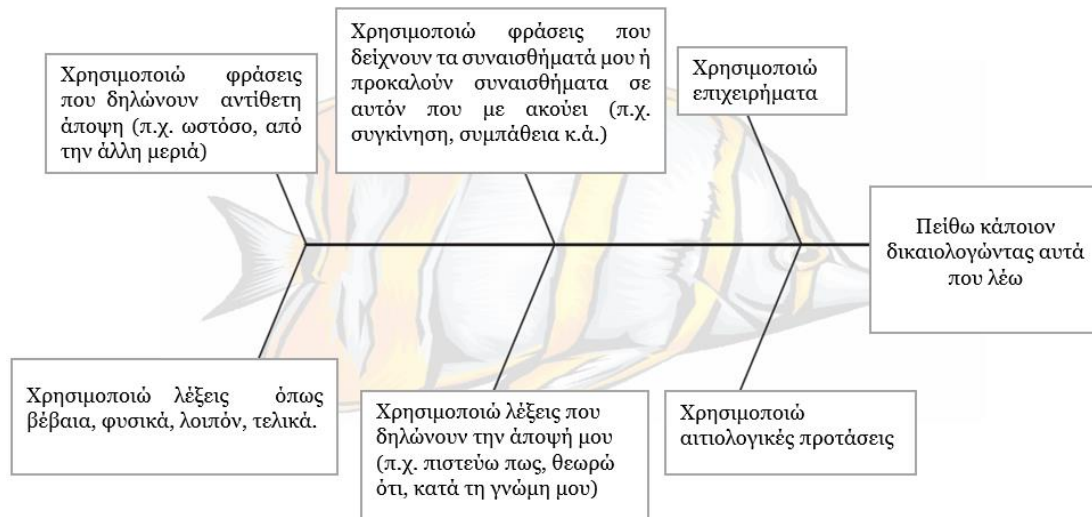 Χρησιμοποιώ φράσεις
που δηλώνουν αντίθετη
άποψη (π.χ. ωστόσο, από
την άλλη μεριά)
Χρησιμοποιώ φράσεις που
δείχνουν τα συναισθήματά μου ή
προκαλούν συναισθήματα σε
αυτόν που με ακούει (π.χ.
συγκίνηση, συμπάθεια κ.ά.)
Χρησιμοποιώ
επιχειρήματα
Πείθω κάποιον
δικαιολογώντας αυτά
που λέω
Χρησιμοποιώ λέξεις όπως
βέβαια, φυσικά, λοιπόν, τελικά.
Χρησιμοποιώ λέξεις που
δηλώνουν την άποψή μου
(π.χ. πιστεύω πως, θεωρώ
ότι, κατά τη γνώμη μου)
Χρησιμοποιώ
αιτιολογικές προτάσεις